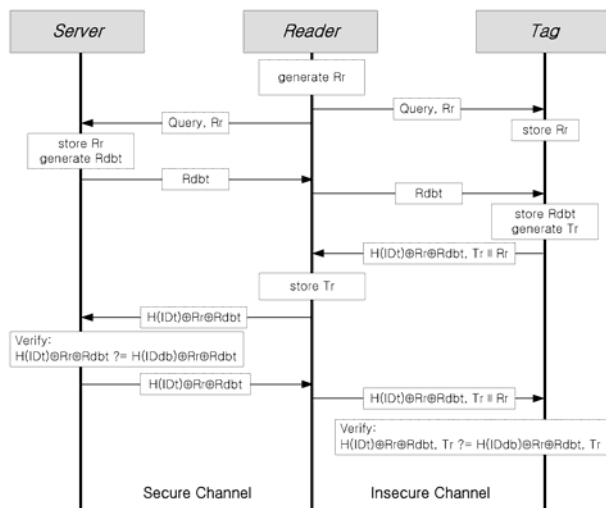 Server
Reader
Tag
generate Rr
Query, Rr
Query, Rr
store Rr
generate Rdbt
store Rr
Rdbt
Rdbt
store Rdbt
generate Tr
H(IDt)⊕Rr⊕Rdbt, Tr ∥ Rr
store Tr
H(IDt)⊕Rr⊕Rdbt
Verify:
H(IDt)⊕Rr⊕Rdbt ?= H(IDdb)⊕Rr⊕Rdbt
H(IDt)⊕Rr⊕Rdbt
H(IDt)⊕Rr⊕Rdbt, Tr ∥ Rr
Verify:
H(IDt)⊕Rr⊕Rdbt, Tr ?= H(IDdb)⊕Rr⊕Rdbt, Tr
Secure Channel
Insecure Channel